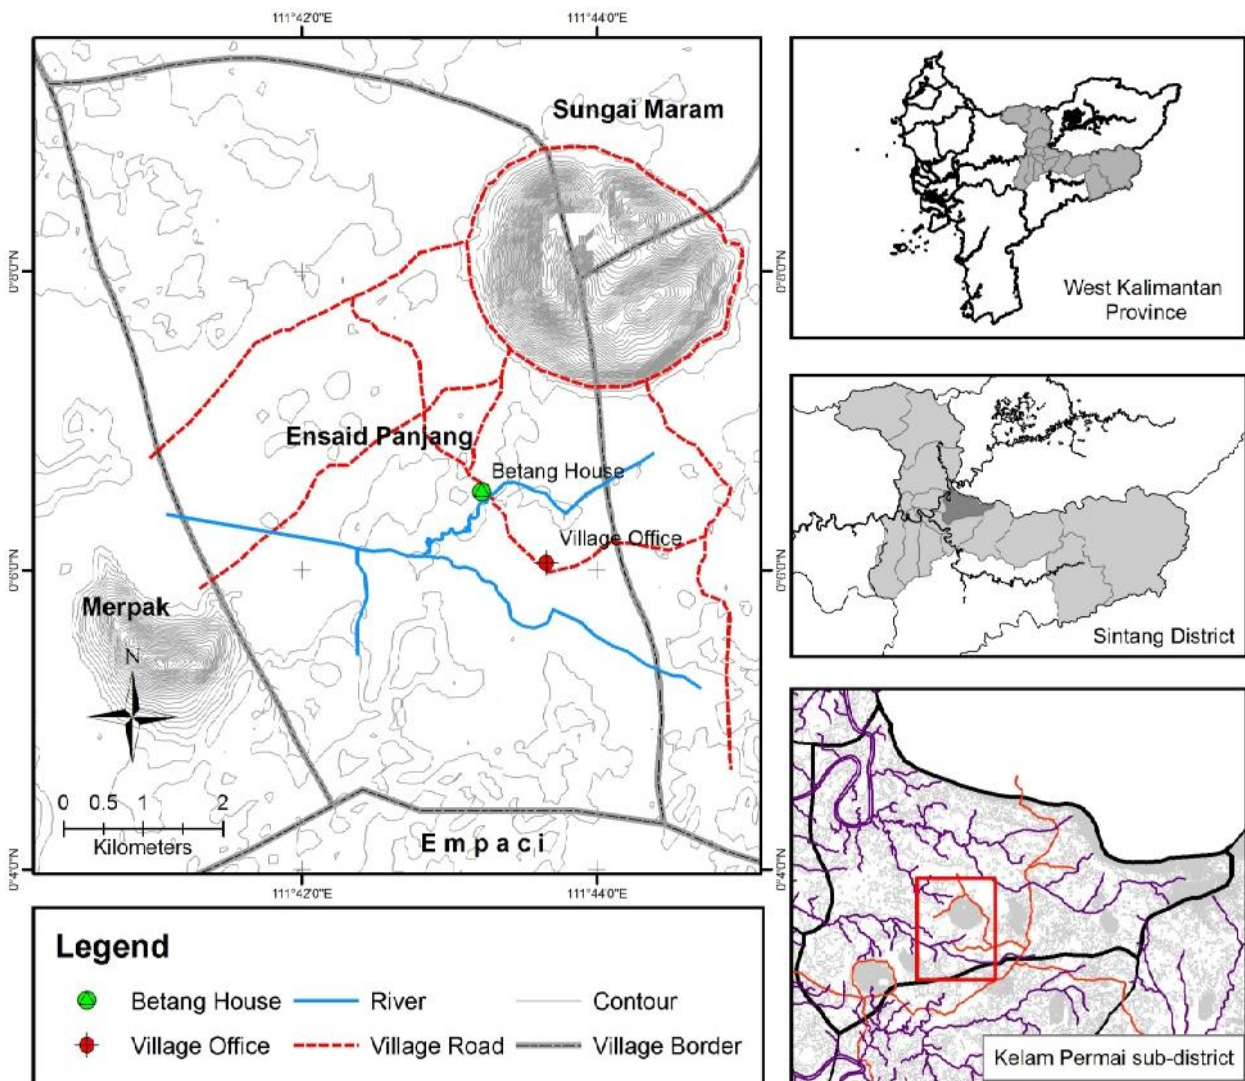 111°42'0"E
111°44'0"E
Sungai Maram
0°8'0"N
0°8'0"N
Ensaid Panjang
Betang House
Village Office
0°6'0"N
0°6'0"N
Merpak
N
0 0.5 1 2
Kilometers
Empaci
0°4'0"N
0°4'0"N
111°42'0"E
111°44'0"E
West Kalimantan
Province
Sintang District
Kelam Permai sub-district
Legend
Betang House
River
Contour
Village Office
Village Road
Village Border